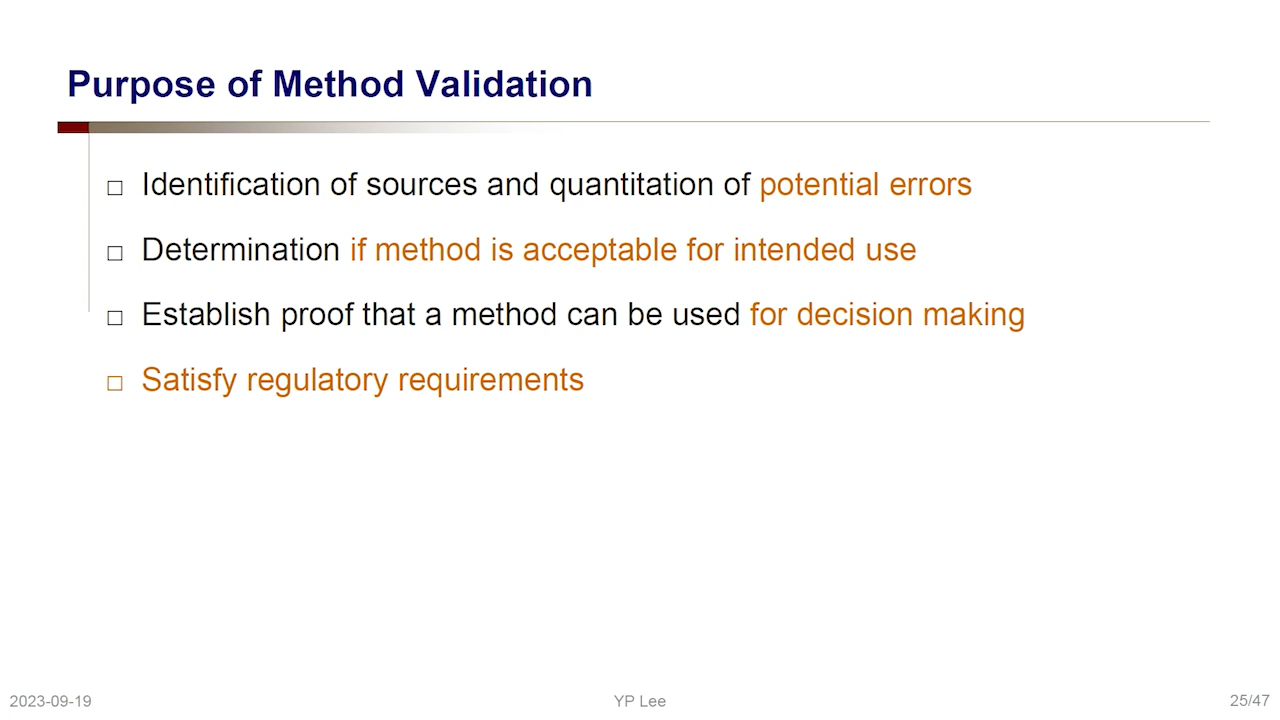 Purpose of Method Validation
□ Identification of sources and quantitation of potential errors
□ Determination if method is acceptable for intended use
□ Establish proof that a method can be used for decision making
□ Satisfy regulatory requirements
2023-09-19
YP Lee
25/47